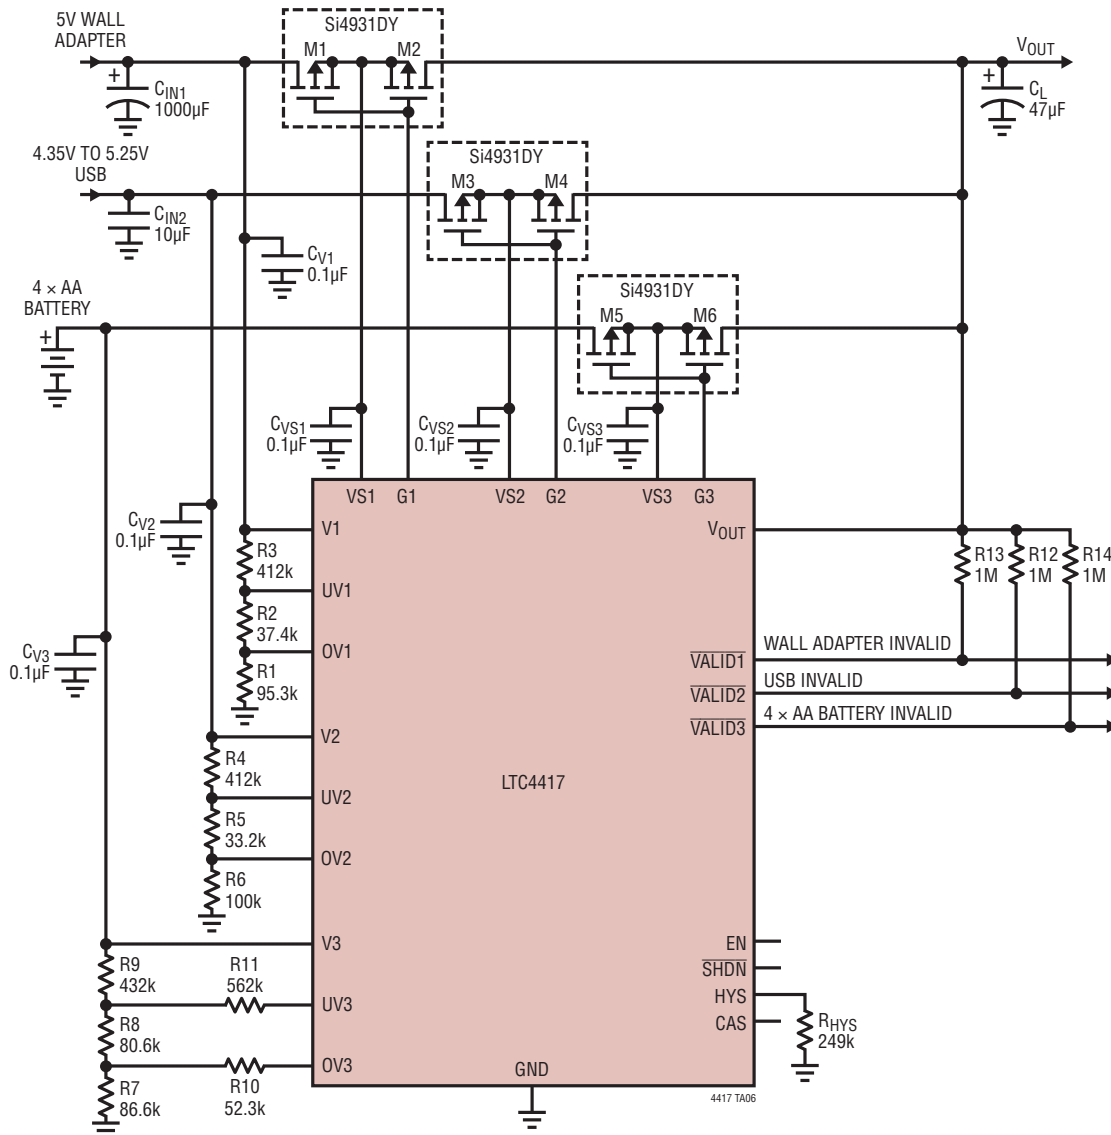 5V WALL
ADAPTER
Si4931DY
M1
M2
VOUT
+
CIN1
1000µF
+
CL
47µF
4.35V TO 5.25V
USB
Si4931DY
M3
M4
CIN2
10µF
CV1
0.1µF
4 × AA
BATTERY
+
Si4931DY
M5
M6
CVS1
0.1µF
CVS2
0.1µF
CVS3
0.1µF
VS1
G1
VS2
G2
VS3
G3
CV2
0.1µF
V1
VOUT
R3
412k
R13
1M
R12
1M
R14
1M
UV1
R2
37.4k
CV3
0.1µF
OV1
R1
95.3k
VALID1
WALL ADAPTER INVALID
VALID2
USB INVALID
VALID3
4 × AA BATTERY INVALID
V2
R4
412k
LTC4417
UV2
R5
33.2k
OV2
R6
100k
V3
EN
R9
432k
R11
562k
SHDN
UV3
HYS
R8
80.6k
CAS
RHYS
249k
OV3
R7
86.6k
R10
52.3k
GND
4417 TA06